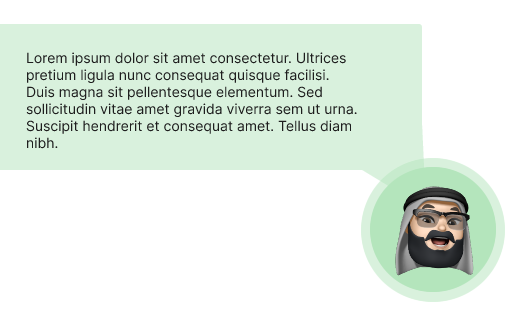 Lorem ipsum dolor sit amet consectetur. Ultrices
pretium ligula nunc consequat quisque facilisi.
Duis magna sit pellentesque elementum. Sed
sollicitudin vitae amet gravida viverra sem ut urna.
Suscipit hendrerit et consequat amet. Tellus diam
nibh.